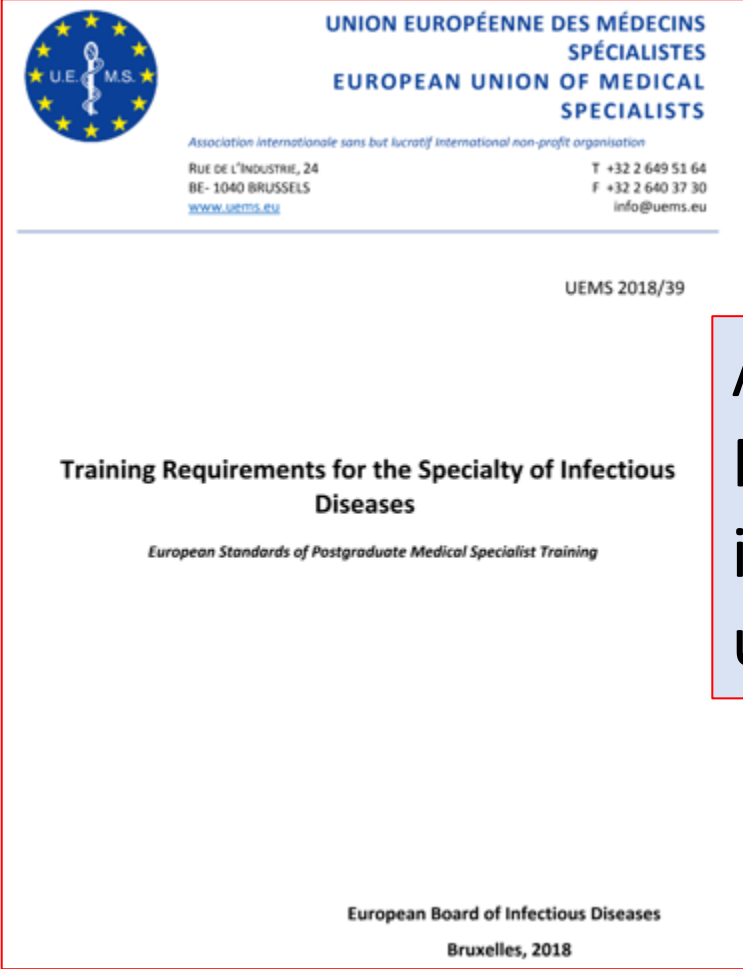 U.E. M.S.
UNION EUROPÉENNE DES MÉDECINS
SPÉCIALISTES
EUROPEAN UNION OF MEDICAL
SPECIALISTS
Association internationale sans but lucratif International non-profit organisation
RUE DE L'INDUSTRIE, 24
T +32 2 649 51 64
BE- 1040 BRUSSELS
F +32 2 640 37 30
www.uems.eu
info@uems.eu
UEMS 2018/39
Training Requirements for the Specialty of Infectious
Diseases
European Standards of Postgraduate Medical Specialist Training
European Board of Infectious Diseases
Bruxelles, 2018